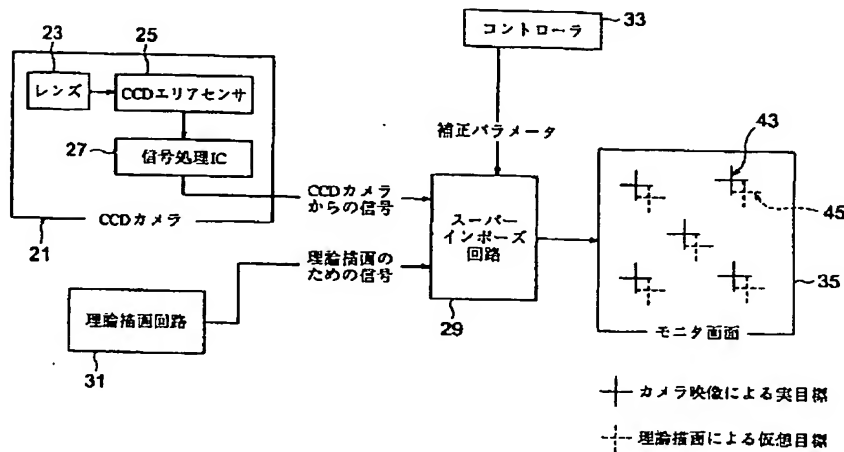 コントローラ
33
23
25
レンズ
CCDエリアセンサ
27
信号処理IC
CCDカメラ
21
補正パラメータ
CCDカメラ
からの信号
理論描画の
ための信号
スーパー
インポーズ
回路
29
理論描画回路
31
43
45
35
モニタ画面
カメラ映像による実目標
理論描画による仮想目標